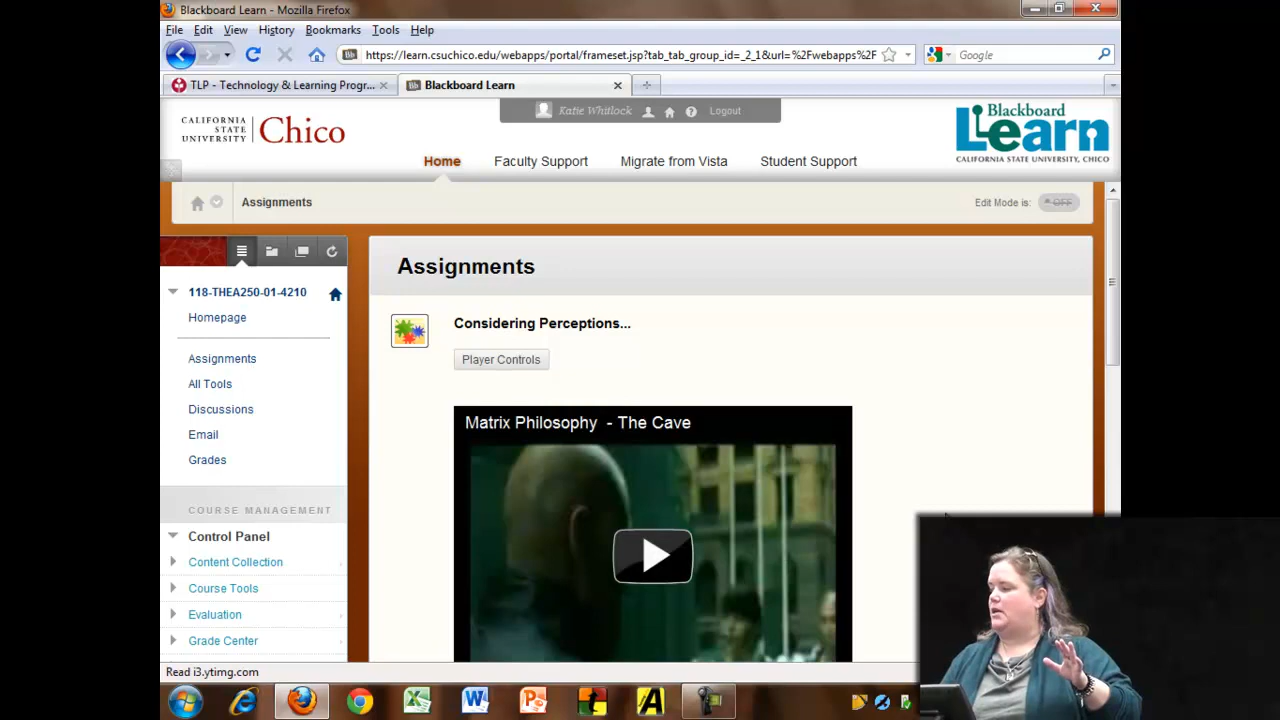 Blackboard Learn - Mozilla Firefox
File Edit View History Bookmarks Tools Help
https://learn.csuchico.edu/webapps/portal/frameset.jsp?tab_tab_group_id=_2_1&url=%2Fwebapps%2F
Google
TLP - Technology & Learning Progr...
Blackboard Learn
CALIFORNIA STATE UNIVERSITY, Chico
Katie Whitlock
Logout
Blackboard
Learn
CALIFORNIA STATE UNIVERSITY, CHICO
Home Faculty Support Migrate from Vista Student Support
Assignments
Edit Mode is: OFF
Assignments
118-THEA250-01-4210
Homepage
Assignments
All Tools
Discussions
Email
Grades
COURSE MANAGEMENT
Control Panel
Content Collection
Course Tools
Evaluation
Grade Center
Considering Perceptions...
Player Controls
Matrix Philosophy - The Cave
Read i3.ytimg.com